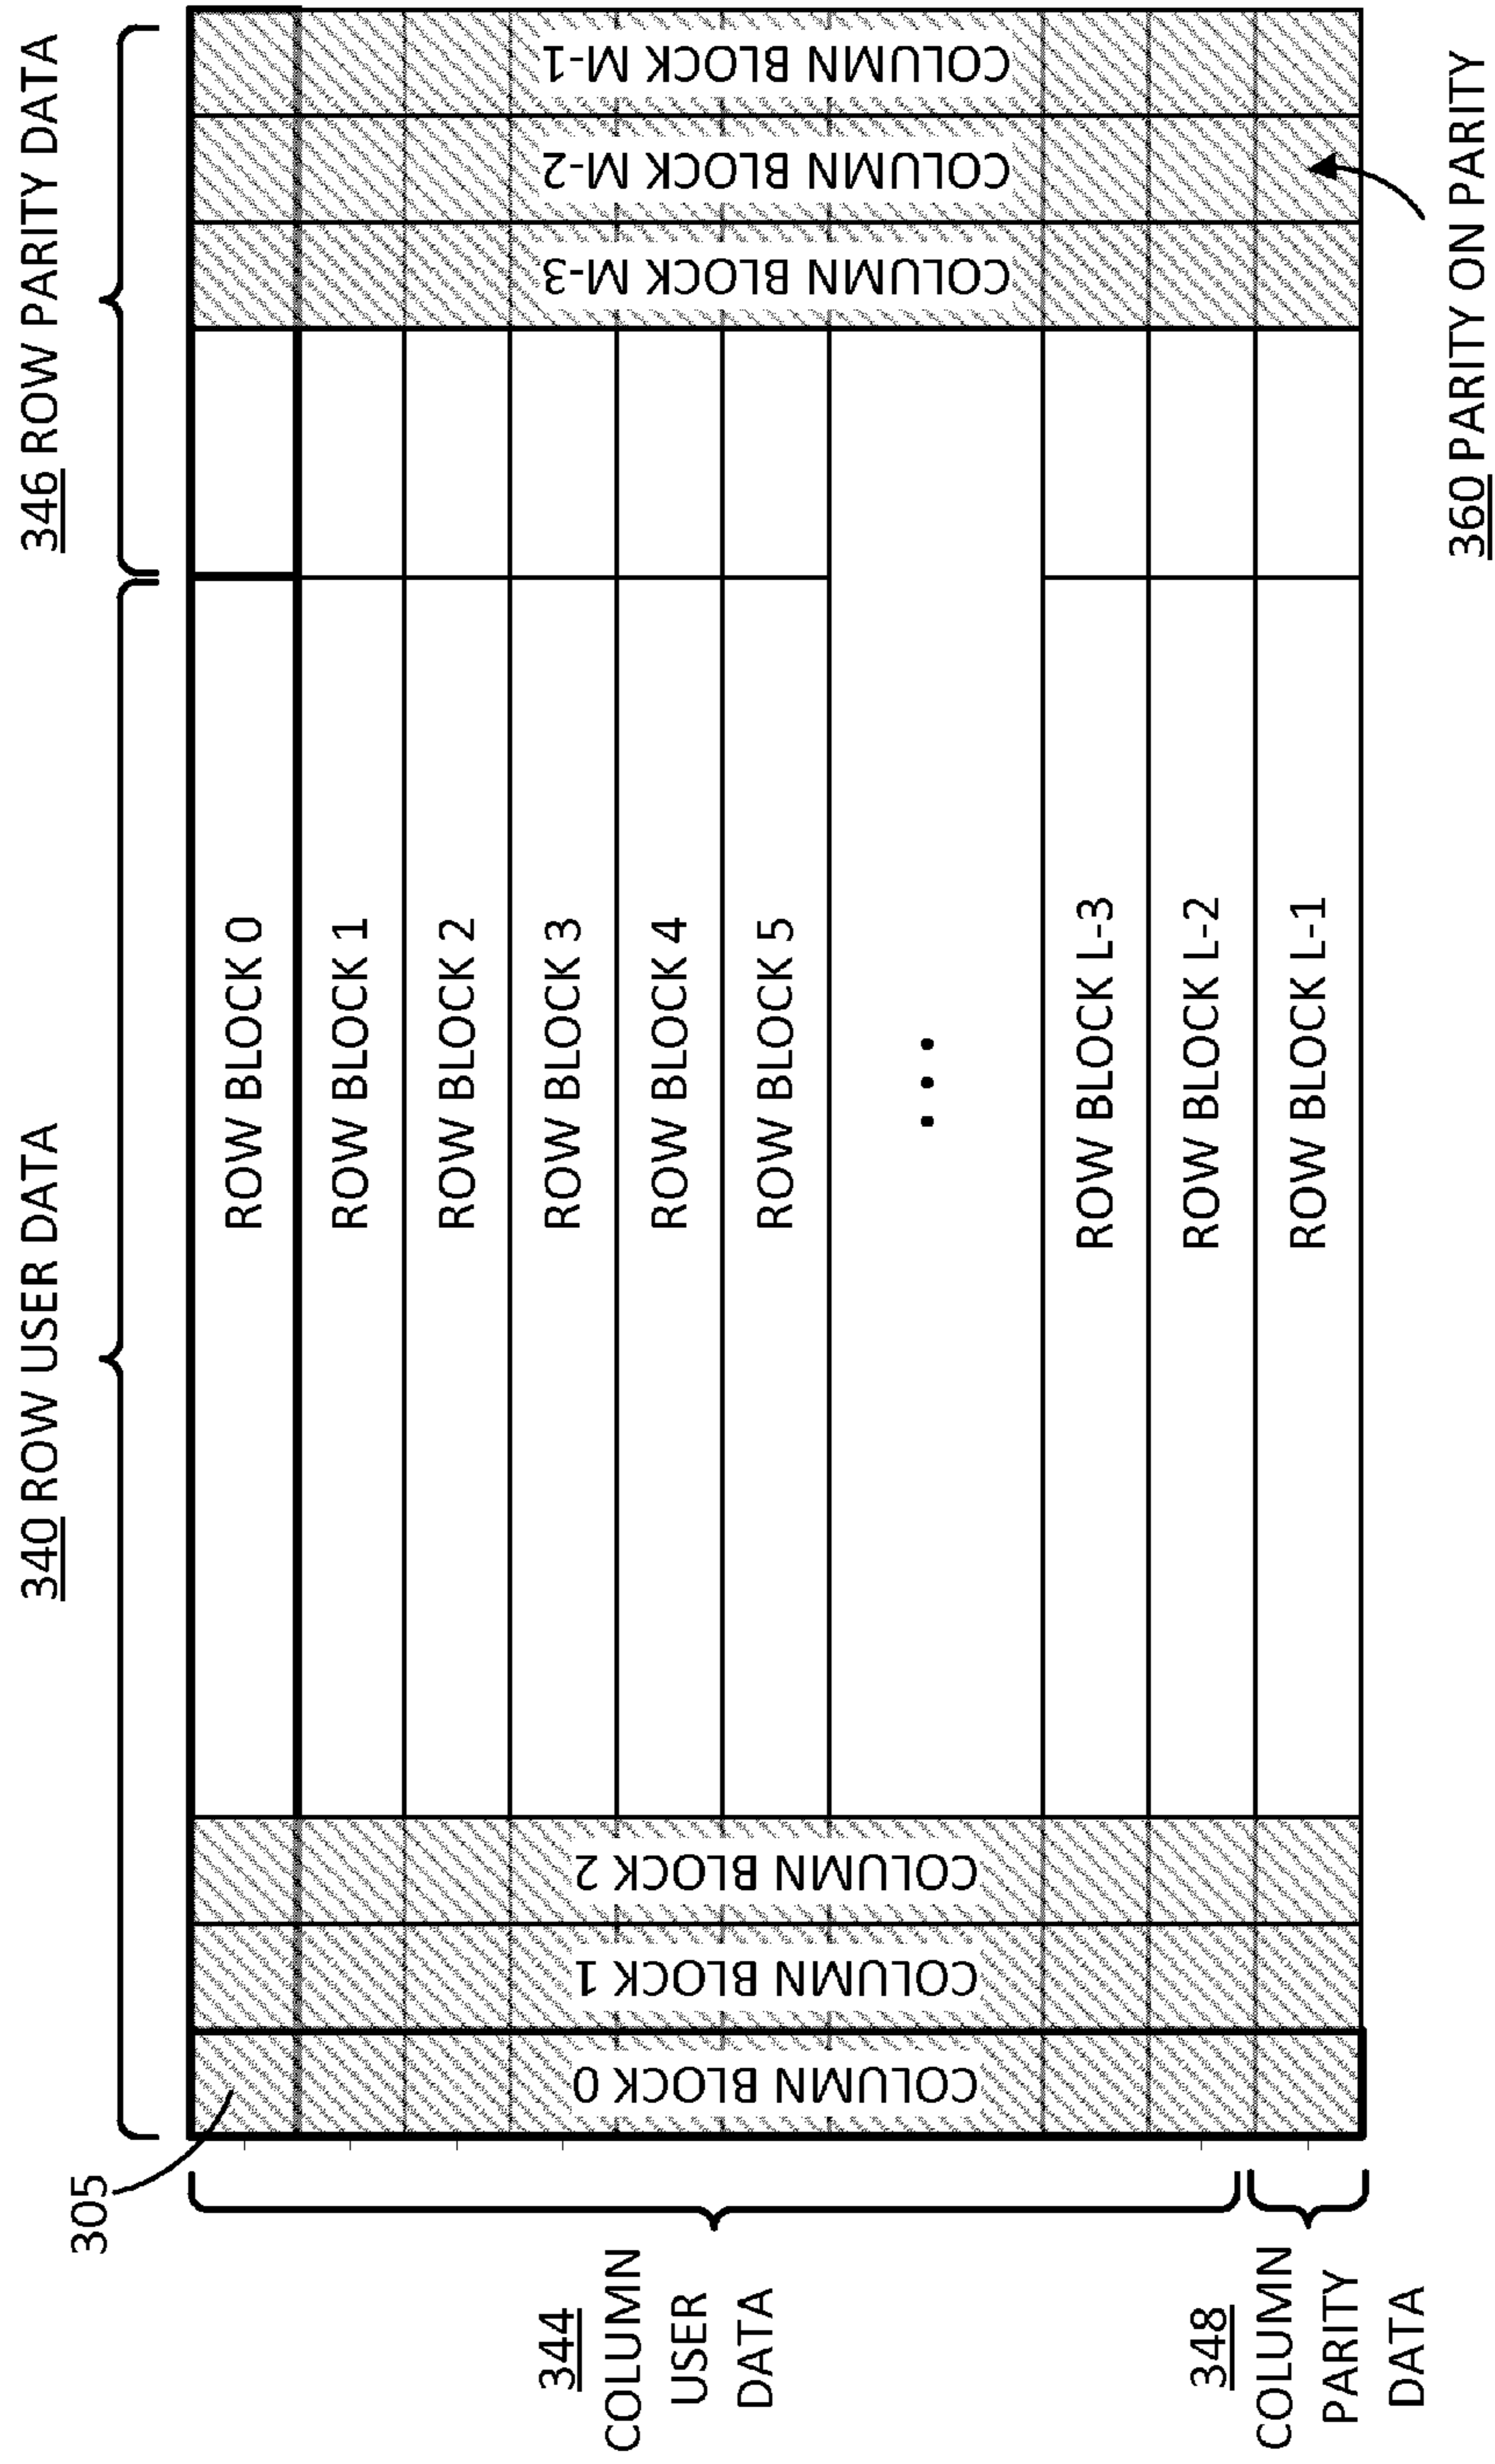 340 ROW USER DATA
346 ROW PARITY DATA
305
344
COLUMN
USER
DATA
348
COLUMN
PARITY
DATA
COLUMN BLOCK 0
COLUMN BLOCK 1
COLUMN BLOCK 2
ROW BLOCK 0
ROW BLOCK 1
ROW BLOCK 2
ROW BLOCK 3
ROW BLOCK 4
ROW BLOCK 5
...
ROW BLOCK L-3
ROW BLOCK L-2
ROW BLOCK L-1
COLUMN BLOCK M-3
COLUMN BLOCK M-2
COLUMN BLOCK M-1
360 PARITY ON PARITY